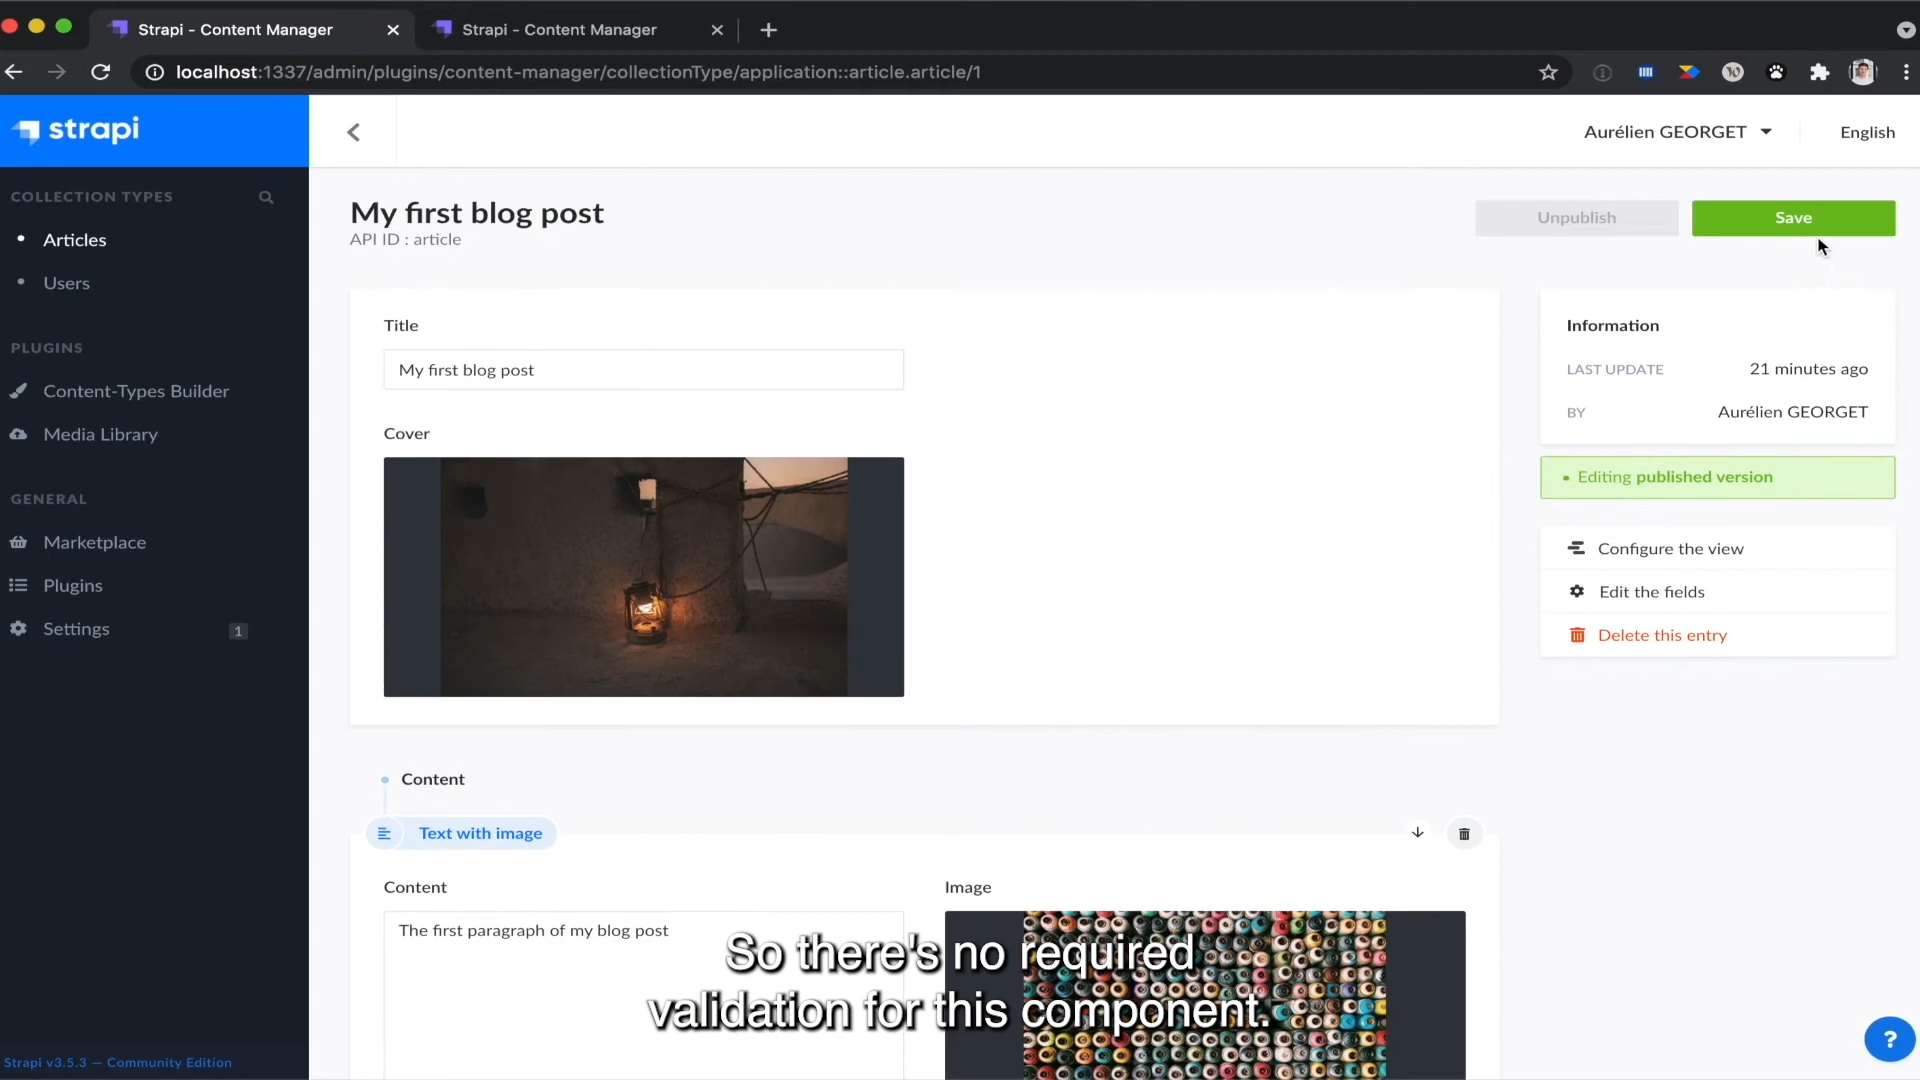 Strapi - Content Manager
Strapi - Content Manager
localhost:1337/admin/plugins/content-manager/collectionType/application::article.article/1
strapi
Aurélien GEORGET
English
COLLECTION TYPES
Articles
Users
PLUGINS
Content-Types Builder
Media Library
GENERAL
Marketplace
Plugins
Settings
1
Strapi v3.5.3 — Community Edition
My first blog post
API ID : article
Unpublish
Save
Title
My first blog post
Cover
Information
LAST UPDATE
21 minutes ago
BY
Aurélien GEORGET
Editing published version
Configure the view
Edit the fields
Delete this entry
Content
Text with image
Content
The first paragraph of my blog post
Image
So there's no required
validation for this component.
?